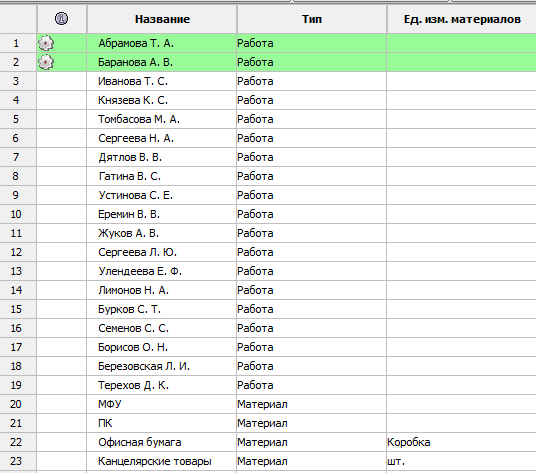 Название Тип Ед. изм. материалов
1 Абрамова Т. А. Работа
2 Баранова А. В. Работа
3 Иванова Т. С. Работа
4 Князева К. С. Работа
5 Томбасова М. А. Работа
6 Сергеева Н. А. Работа
7 Дятлов В. В. Работа
8 Гатина В. С. Работа
9 Устинова С. Е. Работа
10 Еремин В. В. Работа
11 Жуков А. В. Работа
12 Сергеева Л. Ю. Работа
13 Улендеева Е. Ф. Работа
14 Лимонов Н. А. Работа
15 Бурков С. Т. Работа
16 Семенов С. С. Работа
17 Борисов О. Н. Работа
18 Березовская Л. И. Работа
19 Терехов Д. К. Работа
20 МФУ Материал
21 ПК Материал
22 Офисная бумага Материал Коробка
23 Канцелярские товары Материал шт.